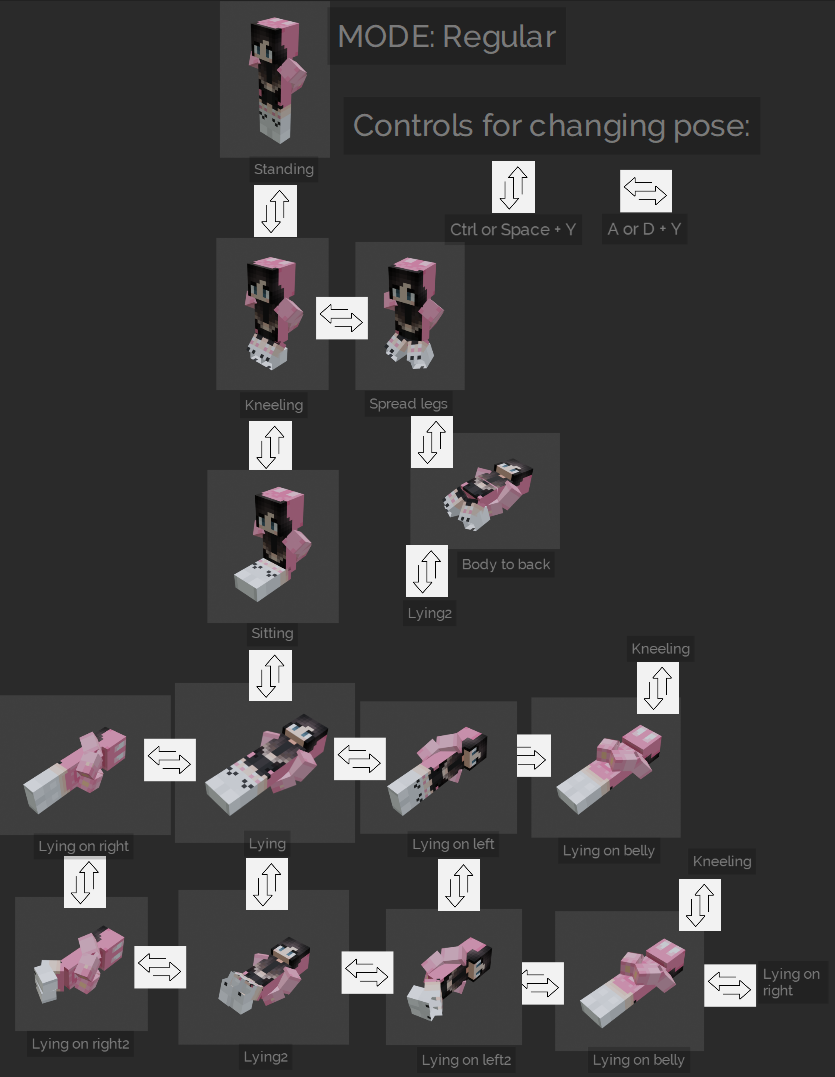 MODE: Regular
Controls for changing pose:
Standing
Ctrl or Space + Y
A or D + Y
Kneeling
Spread legs
Body to back
Lying2
Sitting
Kneeling
Lying on right
Lying
Lying on left
Lying on belly
Kneeling
Lying on
right
Lying on right2
Lying2
Lying on left2
Lying on belly